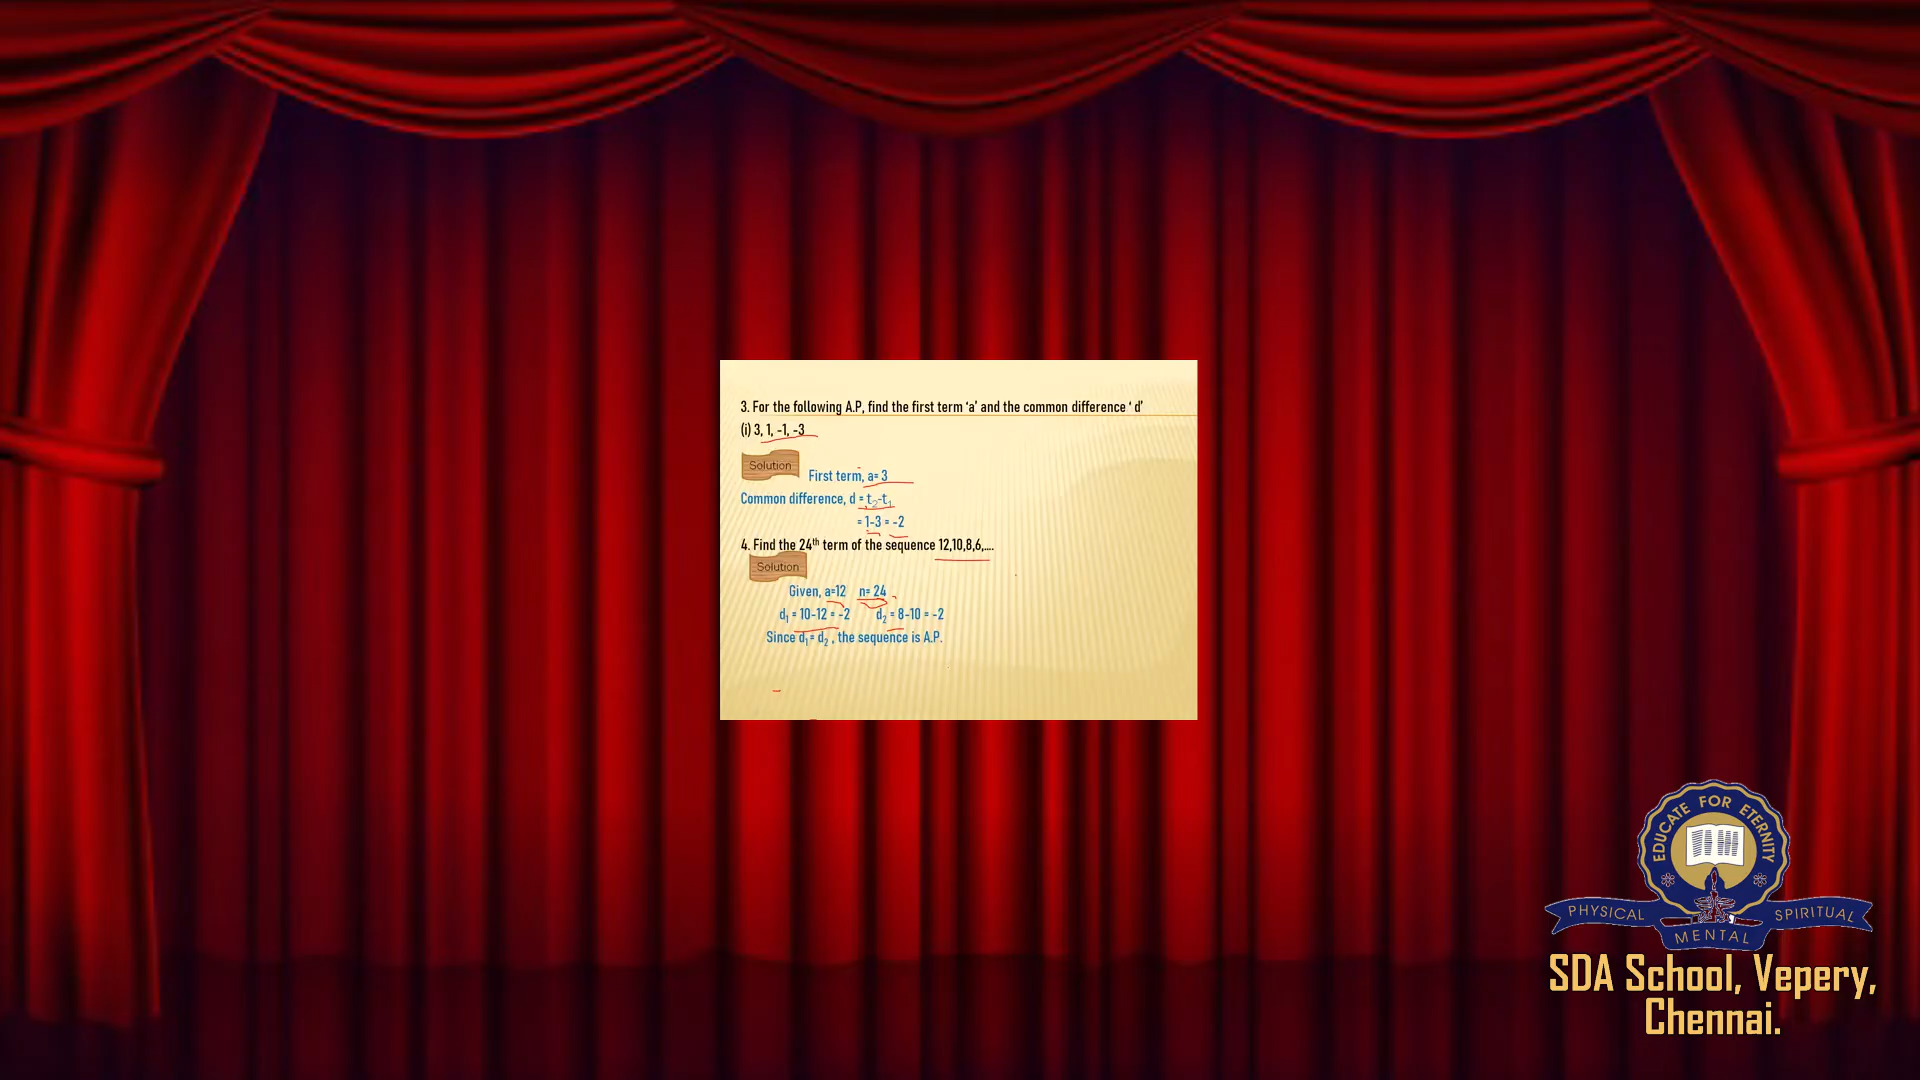 3. For the following A.P, find the first term ‘a’ and the common difference ‘ d’
(i) 3, 1, -1, -3
Solution
First term, a= 3
Common difference, d = t₂-t₁
= 1-3 = -2
4. Find the 24ᵗʰ term of the sequence 12,10,8,6,....
Solution
Given, a=12 n= 24
d₁ = 10-12 = -2 d₂ = 8-10 = -2
Since d₁= d₂ , the sequence is A.P.
EDUCATE FOR ETERNITY
PHYSICAL
MENTAL
SPIRITUAL
SDA School, Vepery,
Chennai.